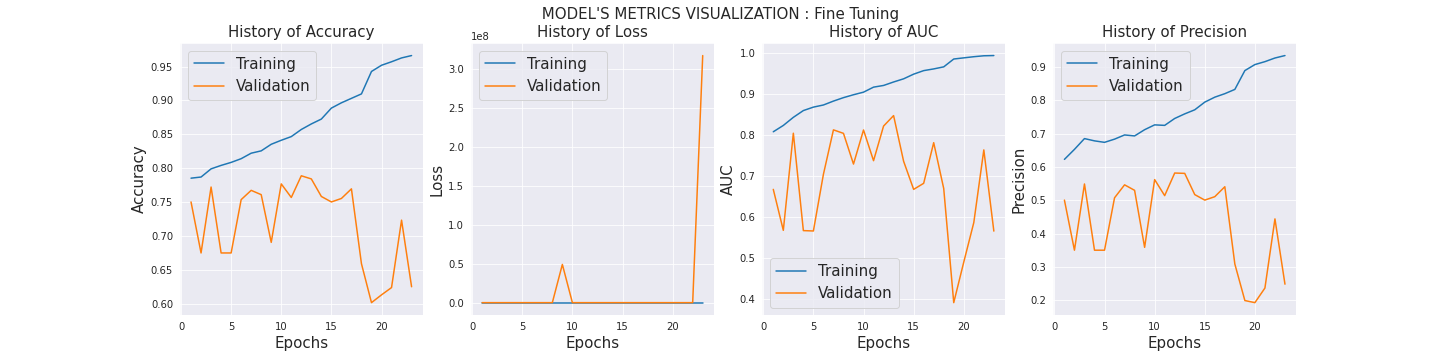 MODEL'S METRICS VISUALIZATION : Fine Tuning
History of Accuracy
Training
Validation
0.95
0.90
0.85
0.80
0.75
0.70
0.65
0.60
Accuracy
0
5
10
15
20
Epochs
History of Loss
1e8
Training
Validation
3.0
2.5
2.0
1.5
1.0
0.5
0.0
Loss
0
5
10
15
20
Epochs
History of AUC
1.0
0.9
0.8
0.7
0.6
0.5
0.4
AUC
Training
Validation
0
5
10
15
20
Epochs
History of Precision
Training
Validation
0.9
0.8
0.7
0.6
0.5
0.4
0.3
0.2
Precision
0
5
10
15
20
Epochs